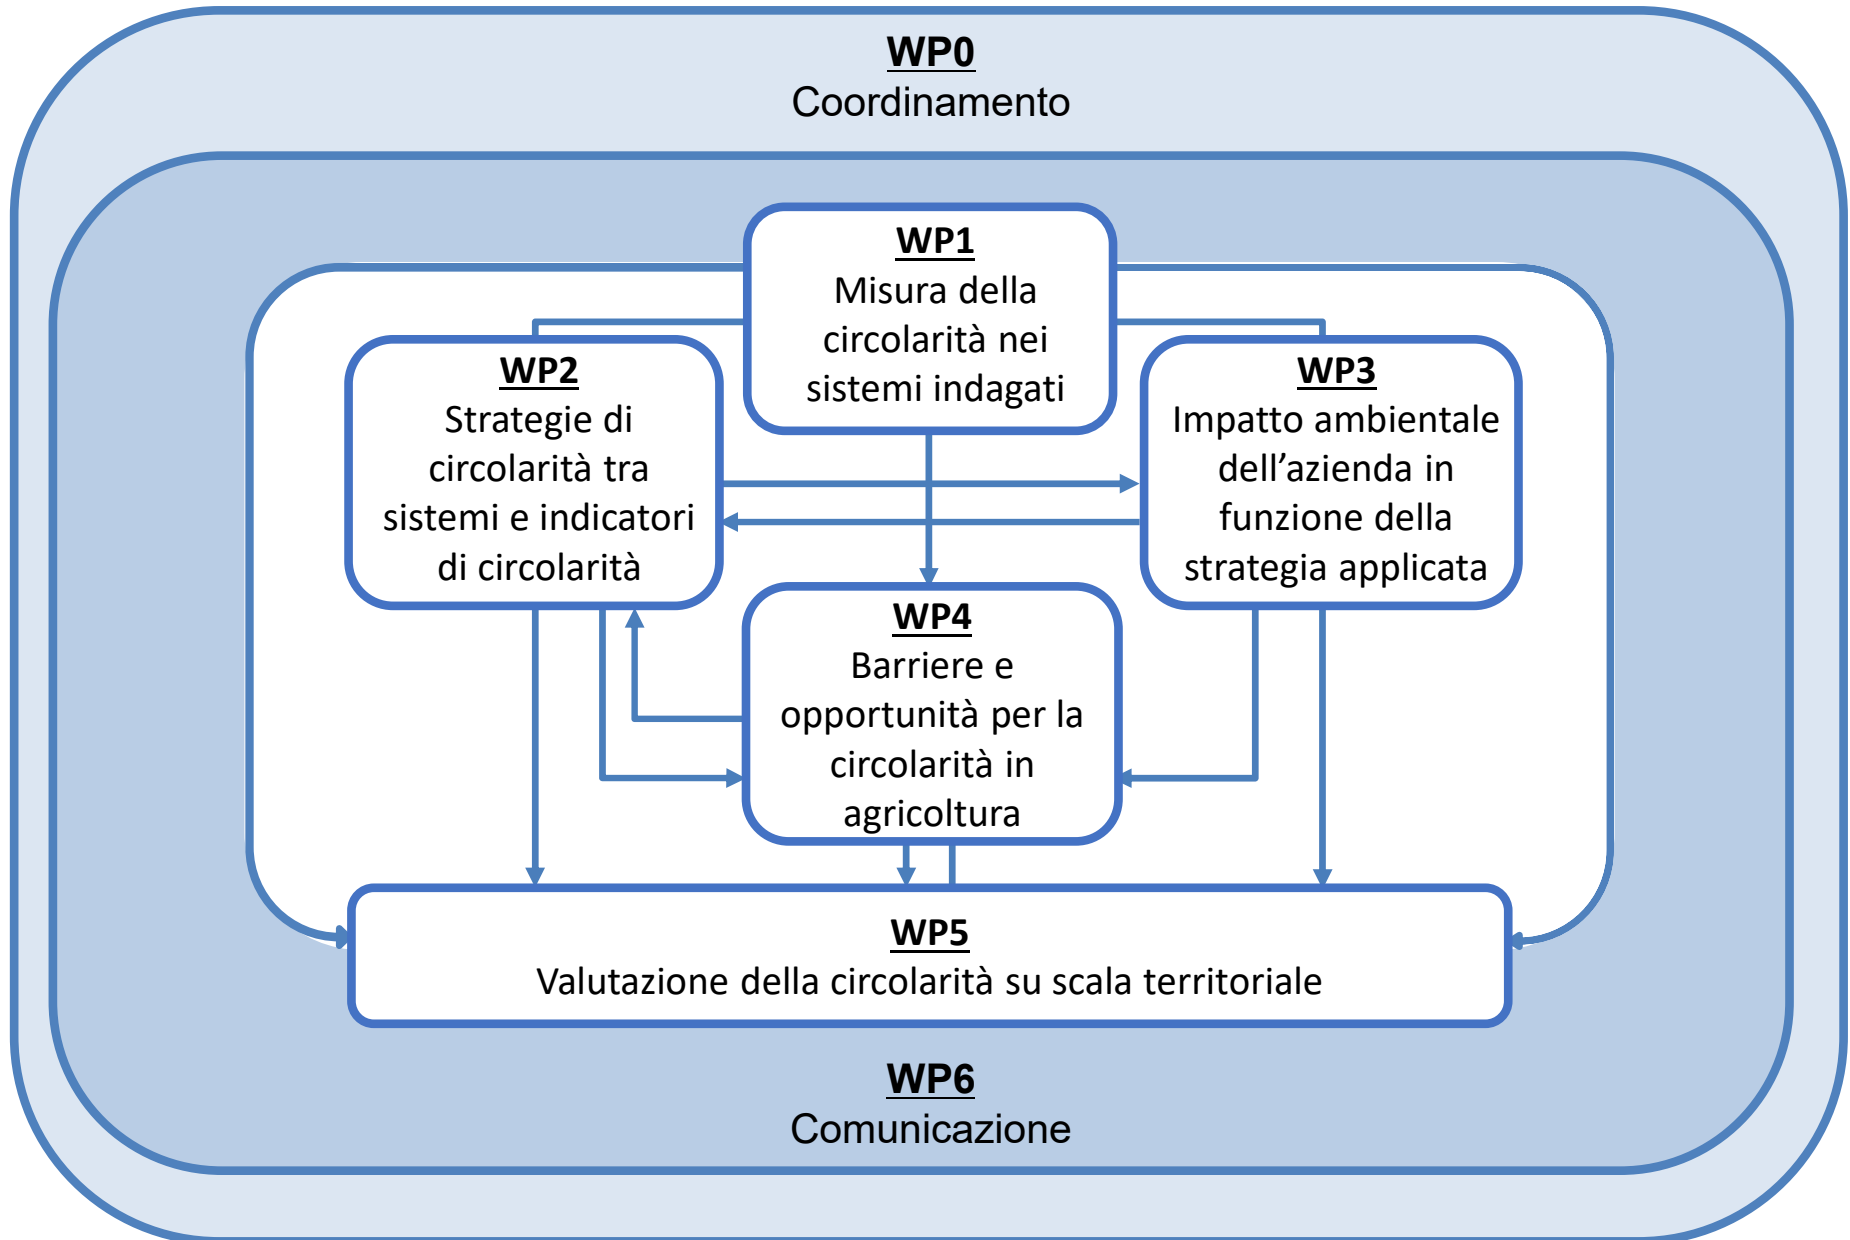 WP0
Coordinamento
WP1
Misura della
circolarità nei
sistemi indagati
WP2
Strategie di
circolarità tra
sistemi e indicatori
di circolarità
WP3
Impatto ambientale
dell’azienda in
funzione della
strategia applicata
WP4
Barriere e
opportunità per la
circolarità in
agricoltura
WP5
Valutazione della circolarità su scala territoriale
WP6
Comunicazione